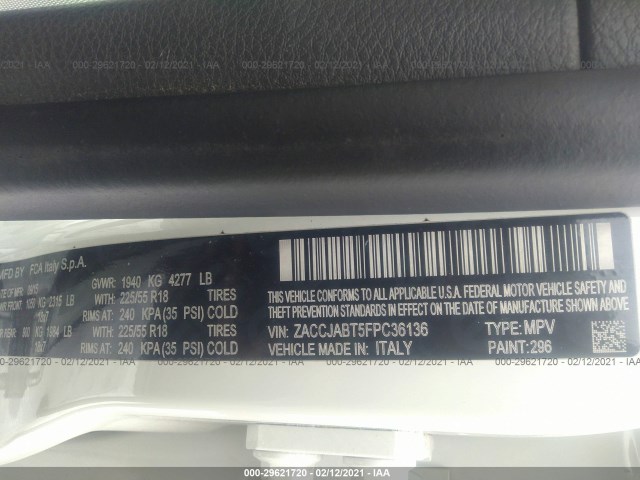 000-29621720 - 02/12/2021 - IAA
MFD BY FCA Italy S.p.A.
GVWR: 1940 KG 4277 LB
WITH: 225/55 R18 TIRES
RIMS AT: 240 KPA (35 PSI) COLD
WITH: 225/55 R18 TIRES
RIMS AT: 240 KPA (35 PSI) COLD
THIS VEHICLE CONFORMS TO ALL APPLICABLE U.S.A. FEDERAL MOTOR VEHICLE SAFETY, BUMPER AND THEFT
PREVENTION STANDARDS IN EFFECT ON THE DATE OF MANUFACTURE SHOWN ABOVE.
VIN: ZACCJABT5FPC36136 TYPE: MPV
VEHICLE MADE IN: ITALY PAINT:296
000-29621720 - 02/12/2021 - IAA